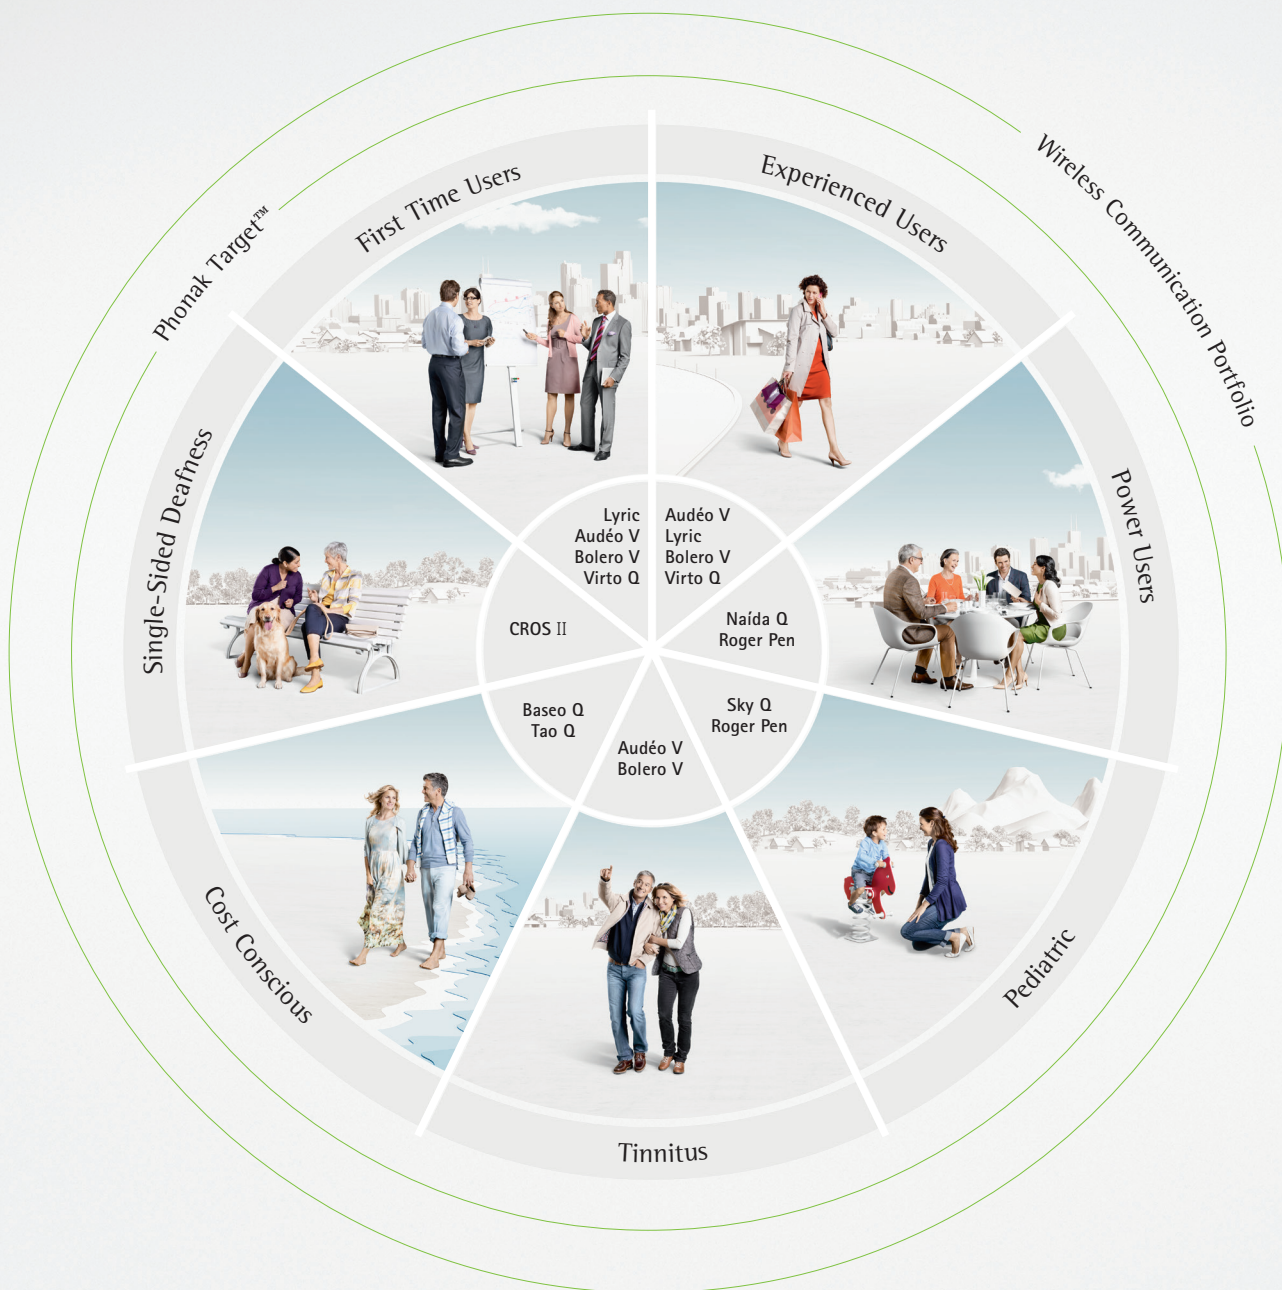 Wireless Communication Portfolio
Phonak Target™
First Time Users
Experienced Users
Single-Sided Deafness
Power Users
Lyric
Audéo V
Bolero V
Virto Q
Audéo V
Lyric
Bolero V
Virto Q
CROS II
Naída Q
Roger Pen
Baseo Q
Tao Q
Sky Q
Roger Pen
Audéo V
Bolero V
Cost Conscious
Pediatric
Tinnitus